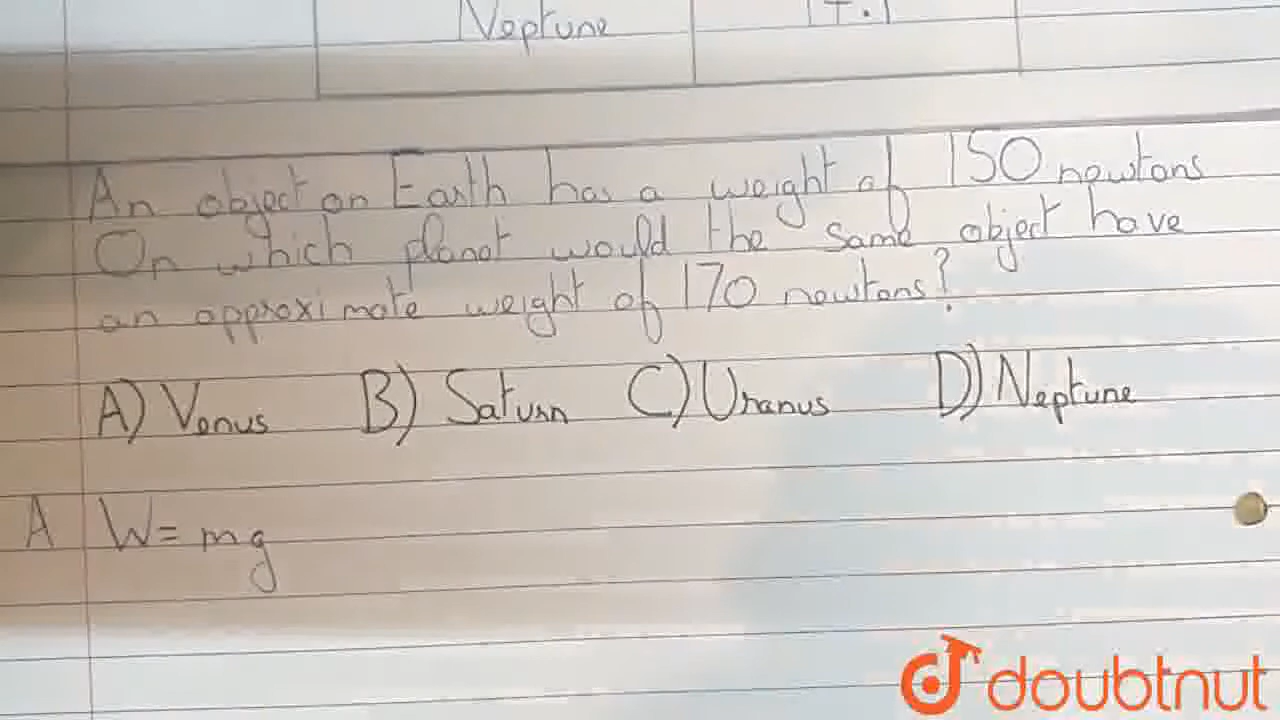 Neptune
An object on Earth has a weight of 150 newtons
On which planet would the same object have
an approximate weight of 170 newtons?
A) Venus B) Saturn C) Uranus D) Neptune
A W = mg
doubtnut